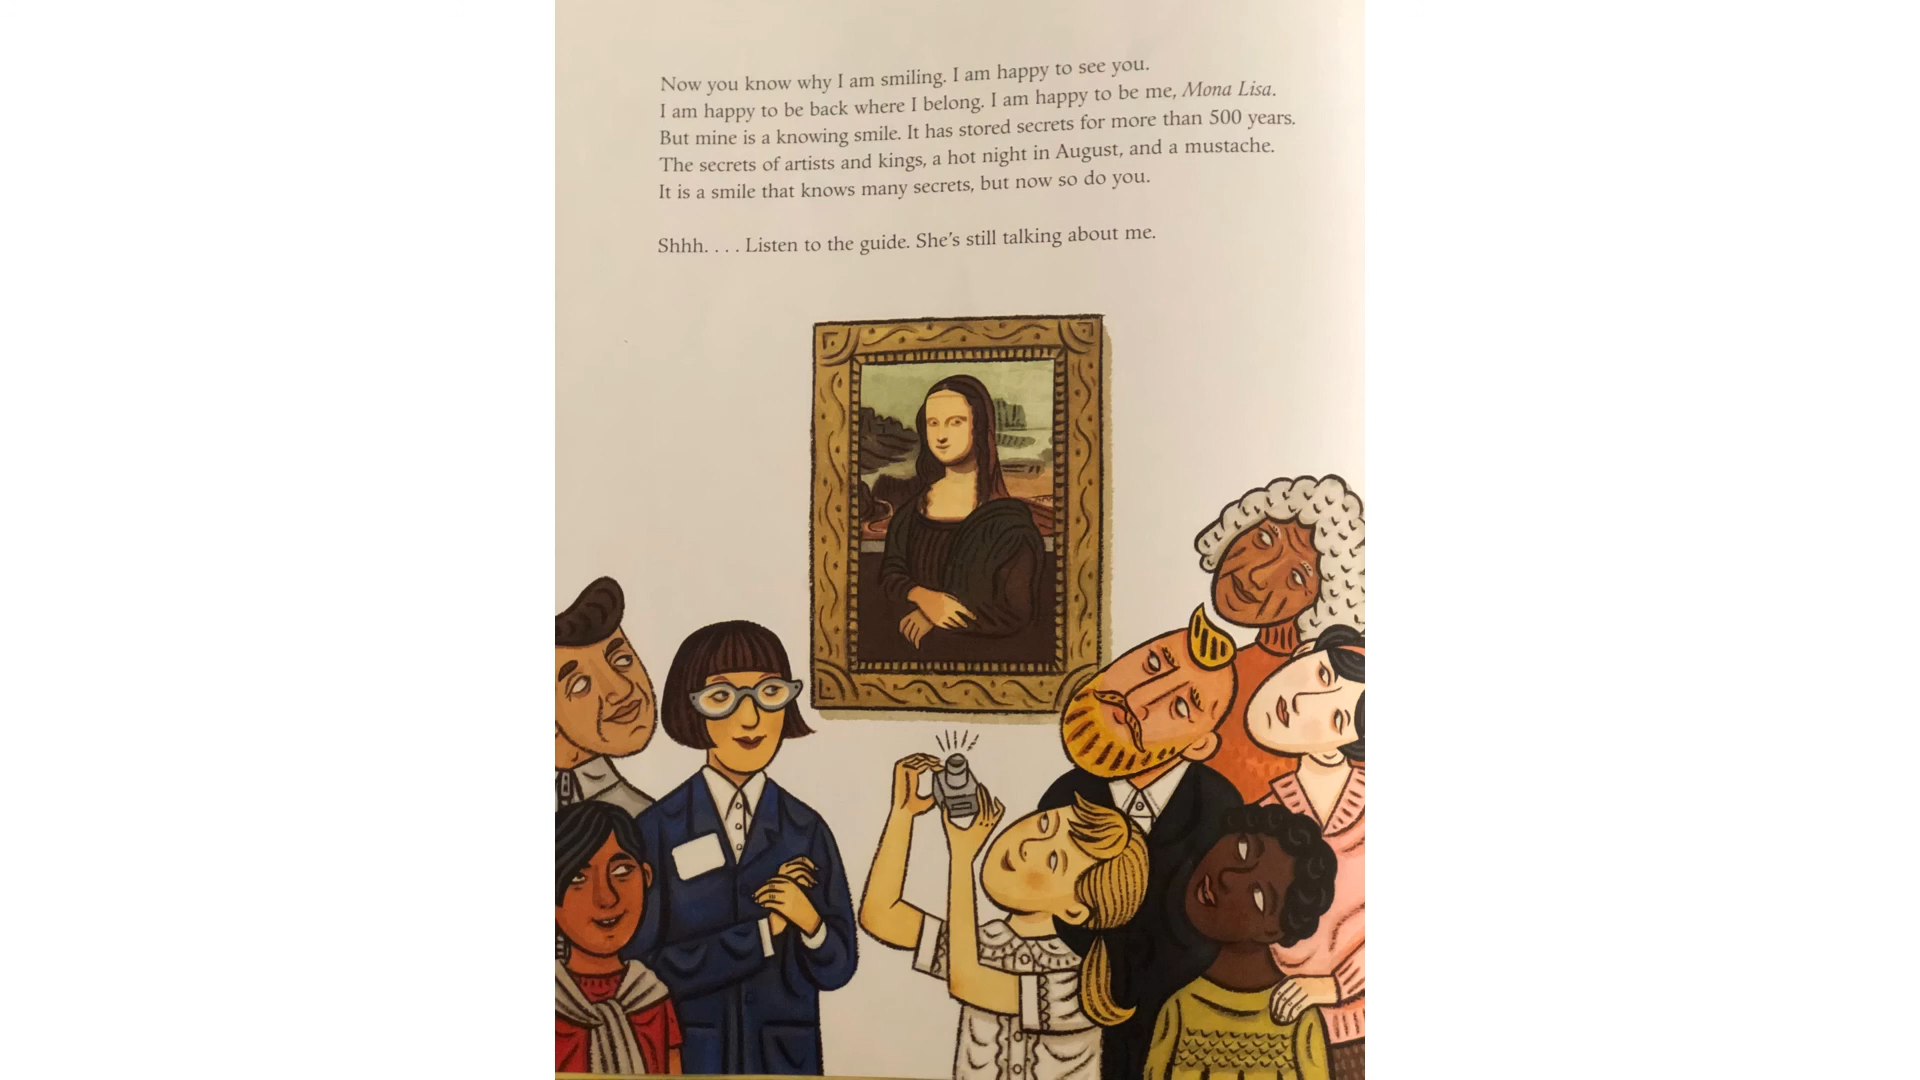 Now you know why I am smiling. I am happy to see you.
I am happy to be back where I belong. I am happy to be me, Mona Lisa.
But mine is a knowing smile. It has stored secrets for more than 500 years.
The secrets of artists and kings, a hot night in August, and a mustache.
It is a smile that knows many secrets, but now so do you.
Shhh. . . . Listen to the guide. She's still talking about me.